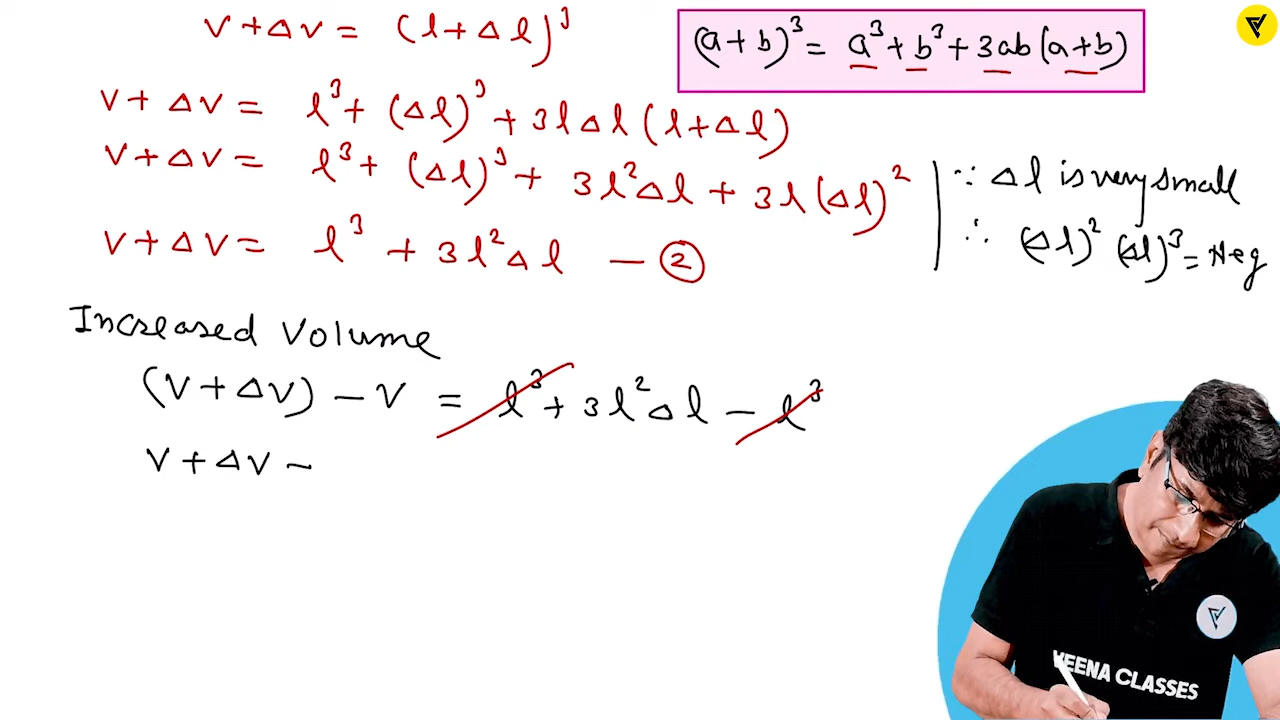 V + ΔV = (l + Δl)³
(a + b)³ = a³ + b³ + 3ab (a + b)
V + ΔV = l³ + (Δl)³ + 3lΔl (l + Δl)
V + ΔV = l³ + (Δl)³ + 3l²Δl + 3l (Δl)²
∵ Δl is very small
∴ (Δl)² (Δl)³ = Neg
V + ΔV = l³ + 3l²Δl — ②
Increased Volume
(V + ΔV) – V = l³ + 3l²Δl – l³
V + ΔV –
VEENA CLASSES